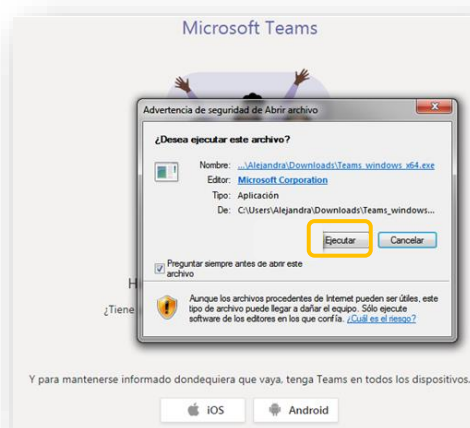 Microsoft Teams
Advertencia de seguridad de Abrir archivo
¿Desea ejecutar este archivo?
Nombre: ...\Alejandra\Downloads\Teams_windows_x64.exe
Editor: Microsoft Corporation
Tipo: Aplicación
De: C:\Users\Alejandra\Downloads\Teams_windows...
Ejecutar Cancelar
Preguntar siempre antes de abrir este
archivo
H
¿Tiene
Aunque los archivos procedentes de Internet pueden ser útiles, este
tipo de archivo puede llegar a dañar el equipo. Sólo ejecute
software de los editores en los que confía. ¿Cuál es el riesgo?
Y para mantenerse informado dondequiera que vaya, tenga Teams en todos los dispositivos.
iOS Android